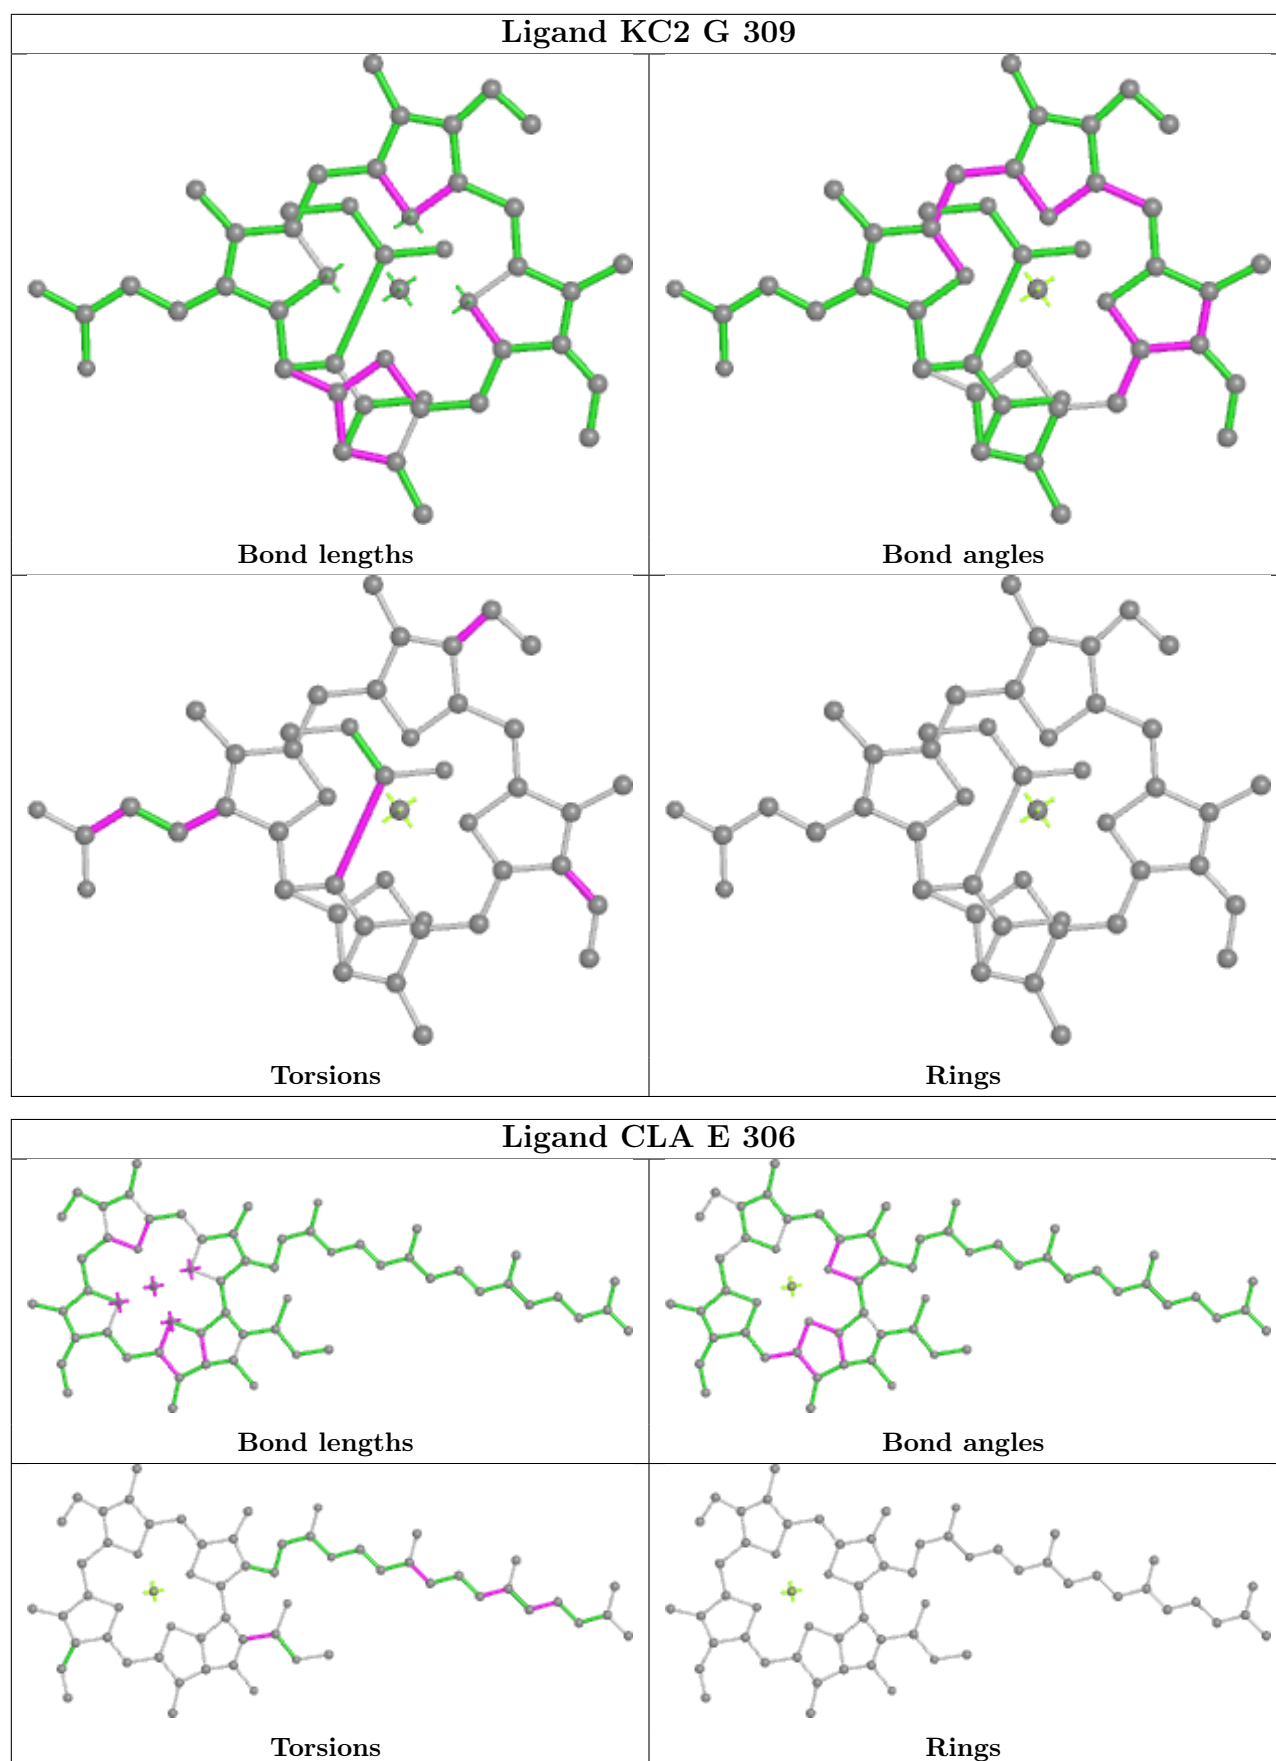 Ligand KC2 G 309
Bond lengths
Bond angles
Torsions
Rings
Ligand CLA E 306
Bond lengths
Bond angles
Torsions
Rings